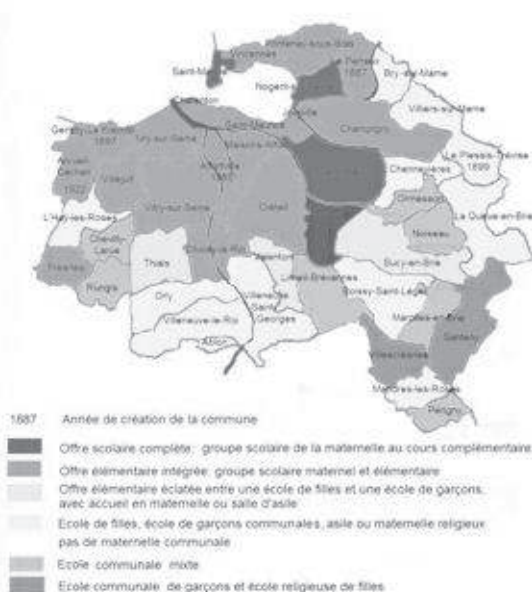 Fontenay-sous-Bois
Vincennes
Le Perreux
1887
Bry-sur-Marne
Nogent
Villiers-sur-Marne
Charenton
Saint-Maurice
Champigny
Gentilly
Ivry-sur-Seine
Maisons-Alfort
Le Plessis-Trévise
1899
Arcueil
Cachan
1922
Alfortville
1885
Chennevières
Ormesson
Villejuif
La Queue-en-Brie
Vitry-sur-Seine
Créteil
Noiseau
L'Haÿ-les-Roses
Chevilly-
Larue
Choisy-le-Roi
Sucy-en-Brie
Fresnes
Thiais
Limeil-Brévannes
Boissy-Saint-Léger
Rungis
Orly
Villeneuve
Saint-
Georges
Marolles-en-Brie
Santeny
Villeneuve-le-Roi
Ablon
Villecresnes
Mandres-les-Roses
Périgny
1887 Année de création de la commune
Offre scolaire complète: groupe scolaire de la maternelle au cours complémentaire
Offre élémentaire intégrée: groupe scolaire maternel et élémentaire
Offre élémentaire éclatée entre une école de filles et une école de garçons,
avec accueil en maternelle ou salle d'asile
Ecole de filles, école de garçons communales, asile ou maternelle religieux
pas de maternelle communale
Ecole communale mixte
Ecole communale de garçons et école religieuse de filles